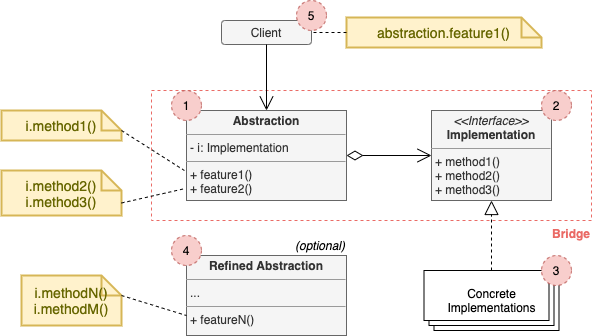 5
Client
abstraction.feature1()
1
Abstraction
- i: Implementation
+ feature1()
+ feature2()
2
<<Interface>>
Implementation
+ method1()
+ method2()
+ method3()
i.method1()
i.method2()
i.method3()
Bridge
4
(optional)
Refined Abstraction
...
+ featureN()
i.methodN()
i.methodM()
3
Concrete
Implementations